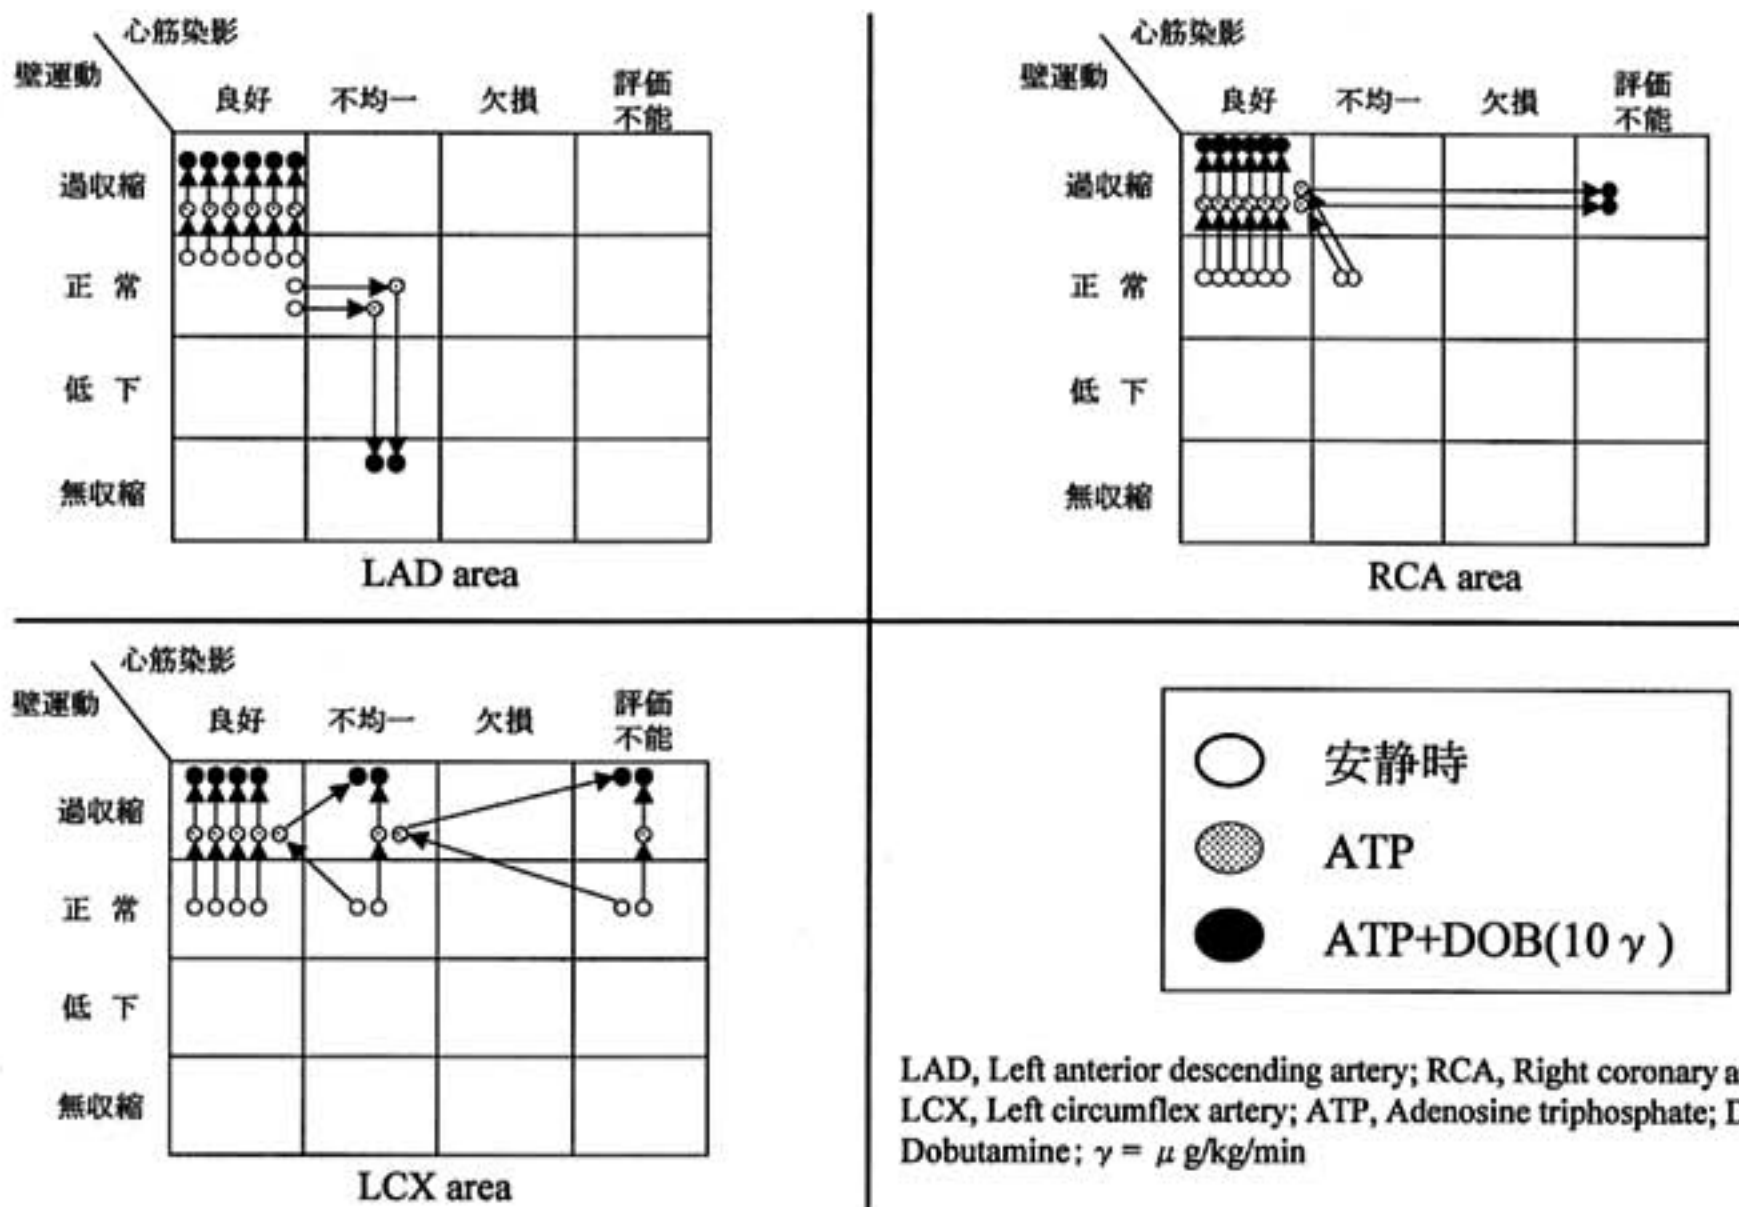 心筋染影
壁運動
良好 不均一 欠損 評価不能
過収縮
正常
低下
無収縮
LAD area
心筋染影
壁運動
良好 不均一 欠損 評価不能
過収縮
正常
低下
無収縮
RCA area
心筋染影
壁運動
良好 不均一 欠損 評価不能
過収縮
正常
低下
無収縮
LCX area
安静時
ATP
ATP+DOB(10 γ)
LAD, Left anterior descending artery; RCA, Right coronary a
LCX, Left circumflex artery; ATP, Adenosine triphosphate; D
Dobutamine; γ = μ g/kg/min